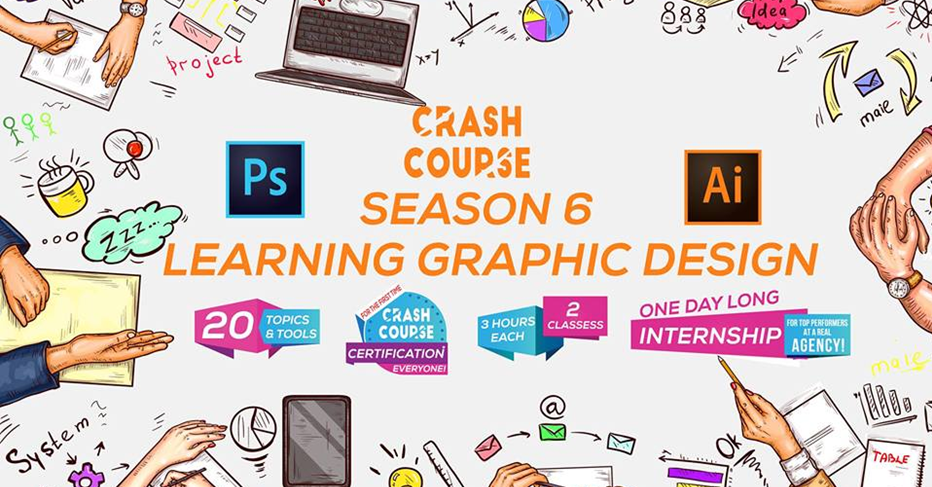 project
x=y
Idea
maie
CRASH
COURSE
Ps
Ai
SEASON 6
LEARNING GRAPHIC DESIGN
ZZZ...
20 TOPICS
& TOOLS
FOR THE FIRST TIME
CRASH
COURSE
CERTIFICATION
EVERYONE!
3 HOURS
EACH
2
CLASSESS
ONE DAY LONG
INTERNSHIP
FOR TOP PERFORMERS
AT A REAL
AGENCY!
maie
System
@
Ok
TABLE